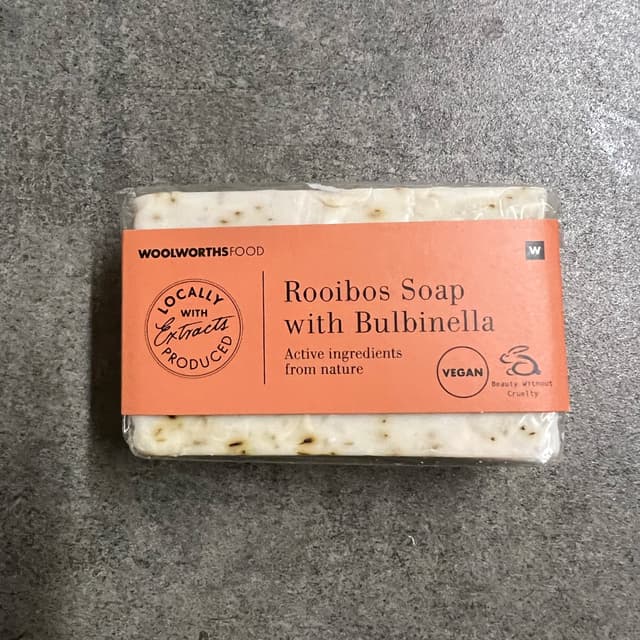 WOOLWORTHSFOOD
W
LOCALLY
WITH
Extracts
PRODUCED
Rooibos Soap
with Bulbinella
Active ingredients
from nature
VEGAN
Beauty Without
Cruelty